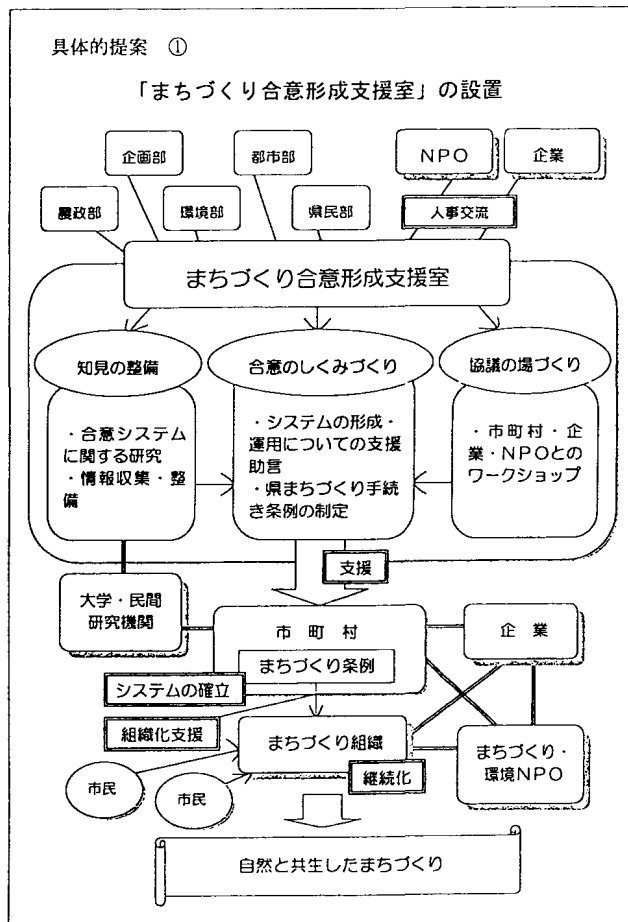 具体的提案 ①
「まちづくり合意形成支援室」の設置
企画部
都市部
NPO
企業
農政部
環境部
県民部
人事交流
まちづくり合意形成支援室
知見の整備
合意のしくみづくり
協議の場づくり
・合意システム
に関する研究
・情報収集・整
備
・システムの形成・
運用についての支援
助言
・県まちづくり手続
き条例の制定
・市町村・企
業・NPOとの
ワークショップ
支援
大学・民間
研究機関
市町村
企業
まちづくり条例
システムの確立
組織化支援
まちづくり組織
継続化
まちづくり・
環境NPO
市民
市民
自然と共生したまちづくり